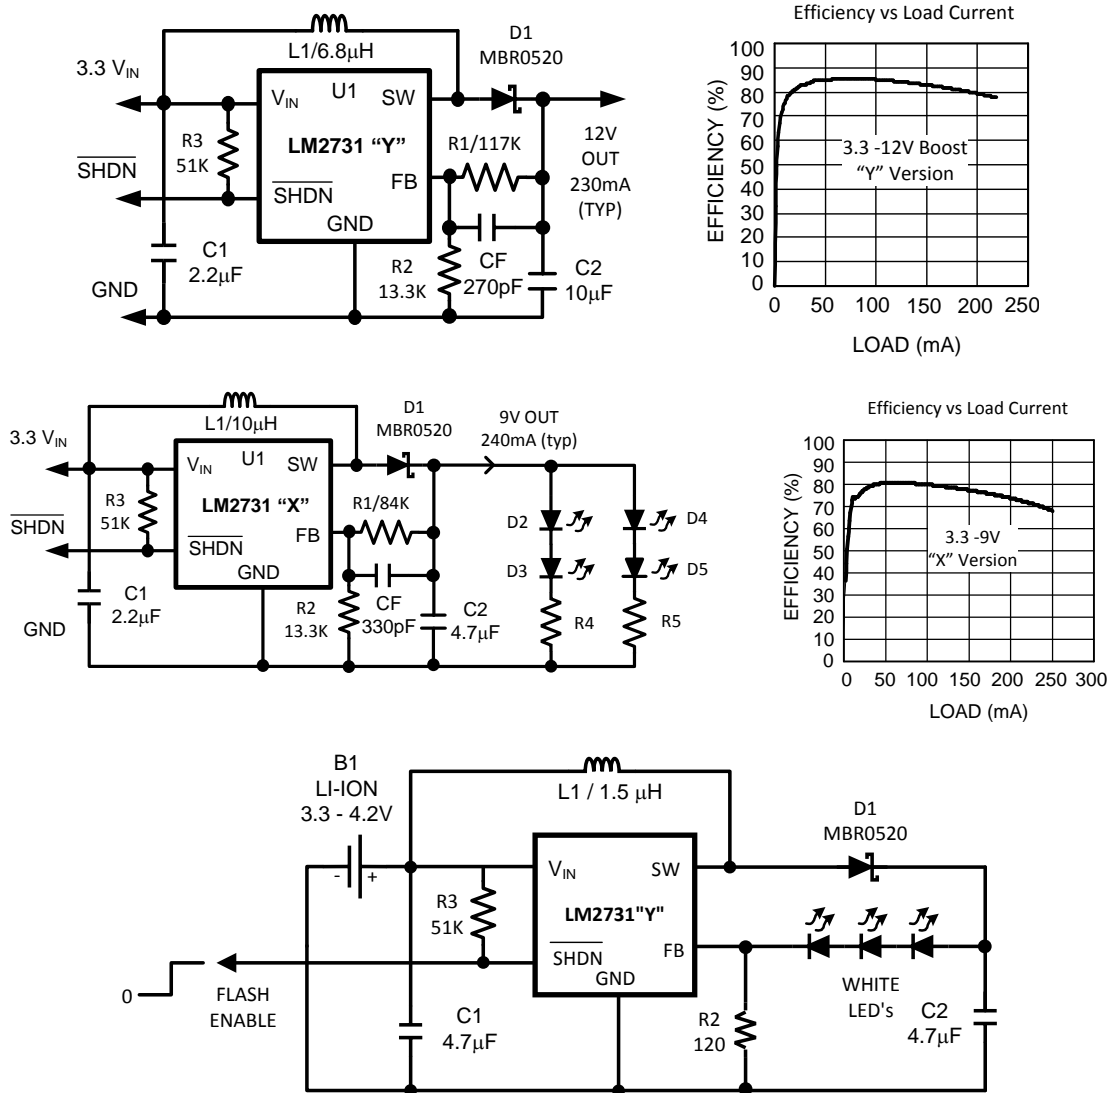 L1/6.8µH
D1
MBR0520
3.3 VIN
VIN
U1
SW
R3
51K
LM2731 “Y”
R1/117K
12V
OUT
230mA
(TYP)
SHDN
SHDN
FB
GND
C1
2.2µF
R2
13.3K
CF
270pF
C2
10µF
GND
Efficiency vs Load Current
EFFICIENCY (%)
100
90
80
70
60
50
40
30
20
10
0
3.3 -12V Boost
“Y” Version
0 50 100 150 200 250
LOAD (mA)
L1/10µH
D1
MBR0520
9V OUT
240mA (typ)
3.3 VIN
VIN
U1
SW
R3
51K
LM2731 “X”
R1/84K
SHDN
SHDN
FB
GND
C1
2.2µF
R2
13.3K
CF
330pF
C2
4.7µF
GND
D2
D4
D3
D5
R4
R5
Efficiency vs Load Current
EFFICIENCY (%)
100
90
80
70
60
50
40
30
20
10
0
3.3 -9V
“X” Version
0 50 100 150 200 250 300
LOAD (mA)
B1
LI-ION
3.3 - 4.2V
- +
L1 / 1.5 µH
D1
MBR0520
VIN
SW
R3
51K
LM2731"Y"
SHDN
FB
GND
0
FLASH
ENABLE
C1
4.7µF
R2
120
WHITE
LED's
C2
4.7µF